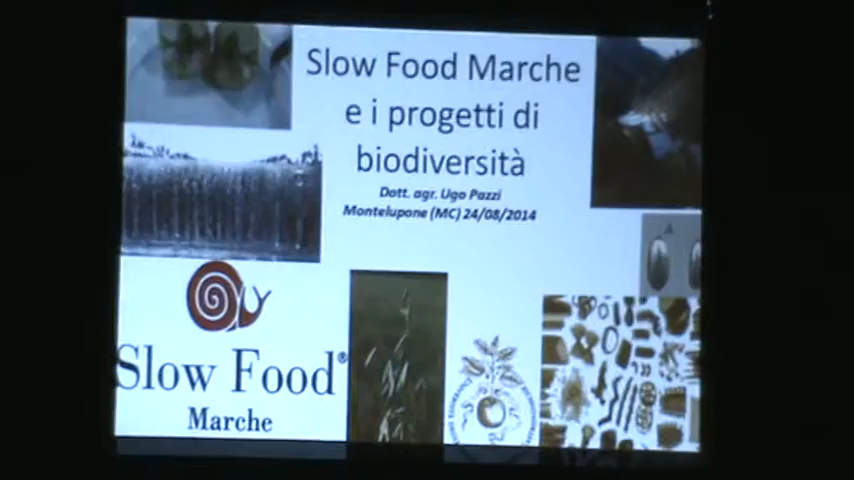 Slow Food Marche
e i progetti di
biodiversità
Dott. agr. Ugo Pazzi
Montelupone (MC) 24/08/2014
Slow Food®
Marche
A